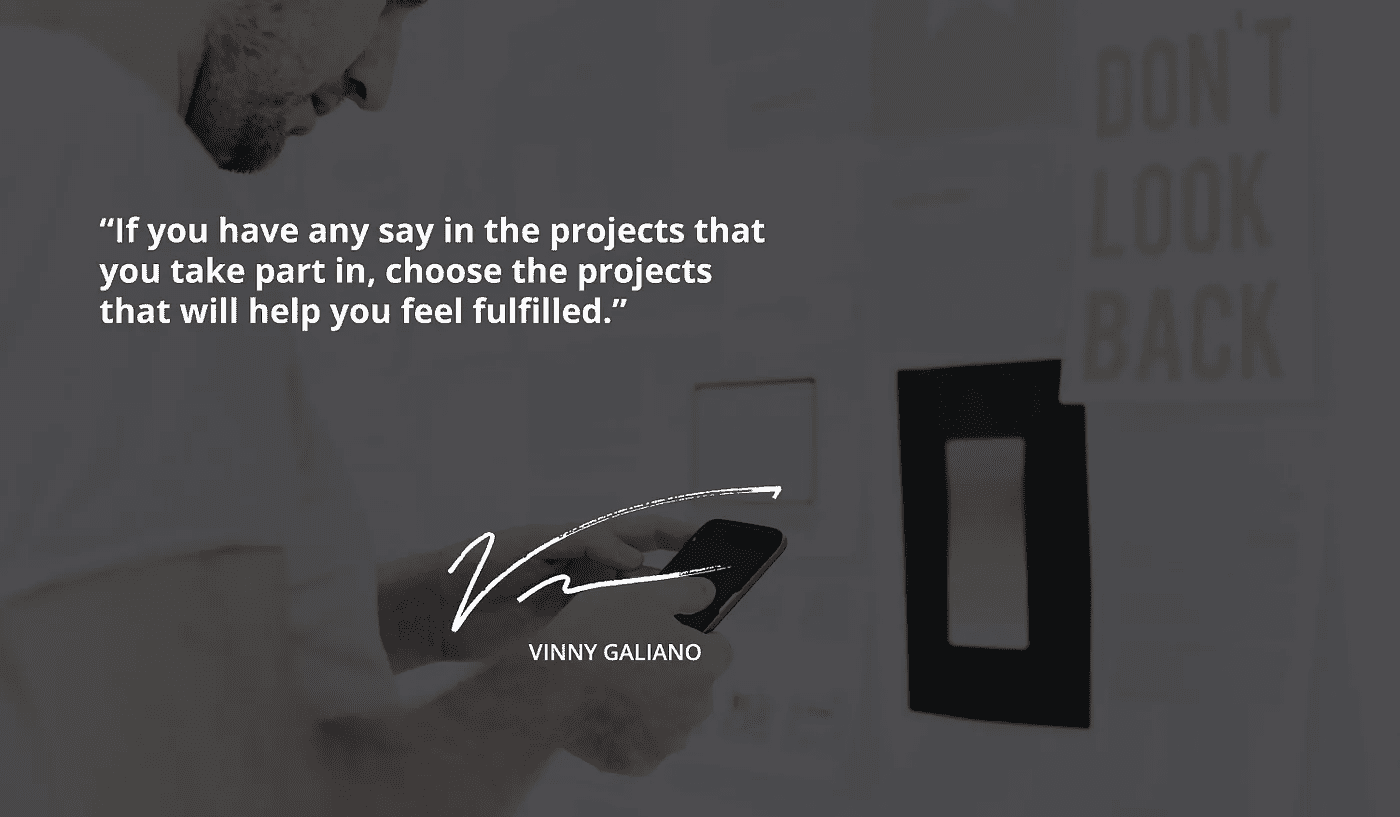 “If you have any say in the projects that
you take part in, choose the projects
that will help you feel fulfilled.”
VINNY GALIANO
DON'T
LOOK
BACK